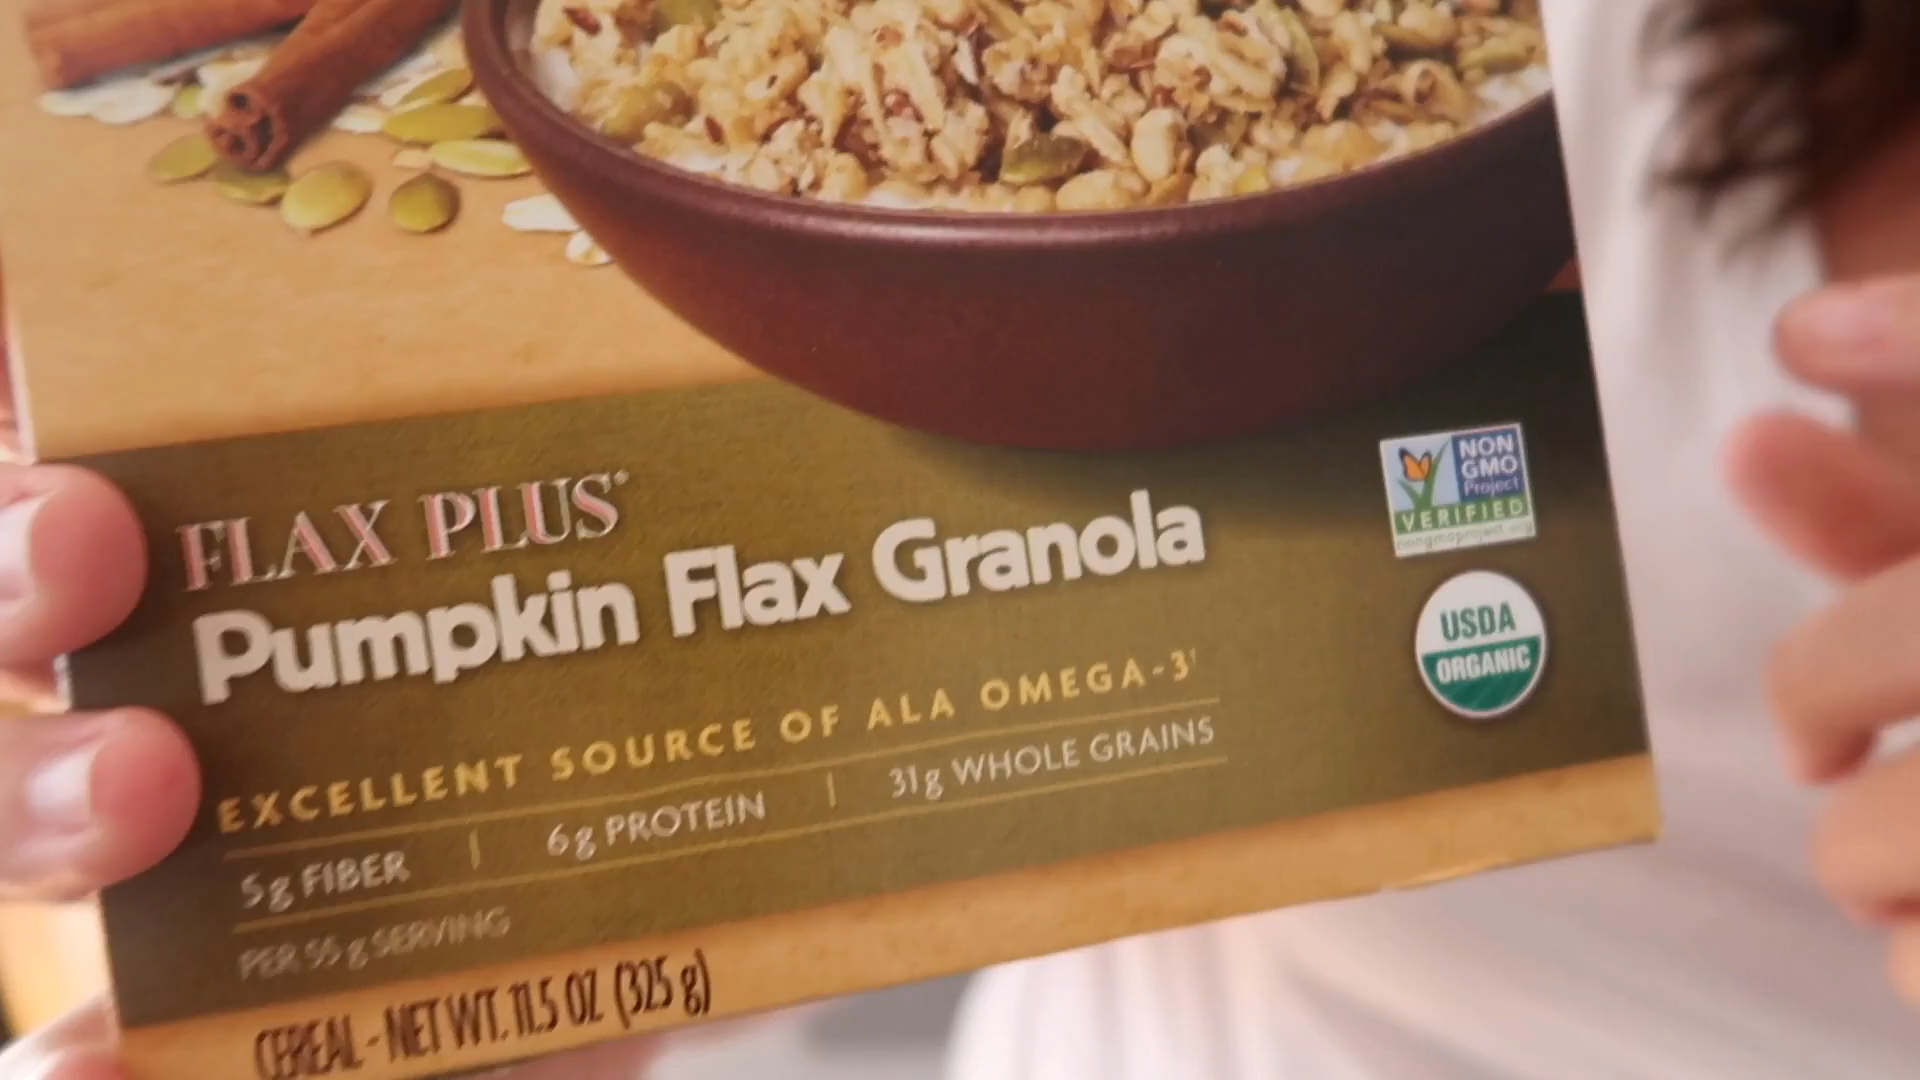 FLAX PLUS®
Pumpkin Flax Granola
EXCELLENT SOURCE OF ALA OMEGA-3
5g FIBER | 6g PROTEIN | 31g WHOLE GRAINS
PER 55 g SERVING
CEREAL - NET WT. 11.5 OZ (325 g)
NON
GMO
Project
VERIFIED
nongmoproject.org
USDA
ORGANIC